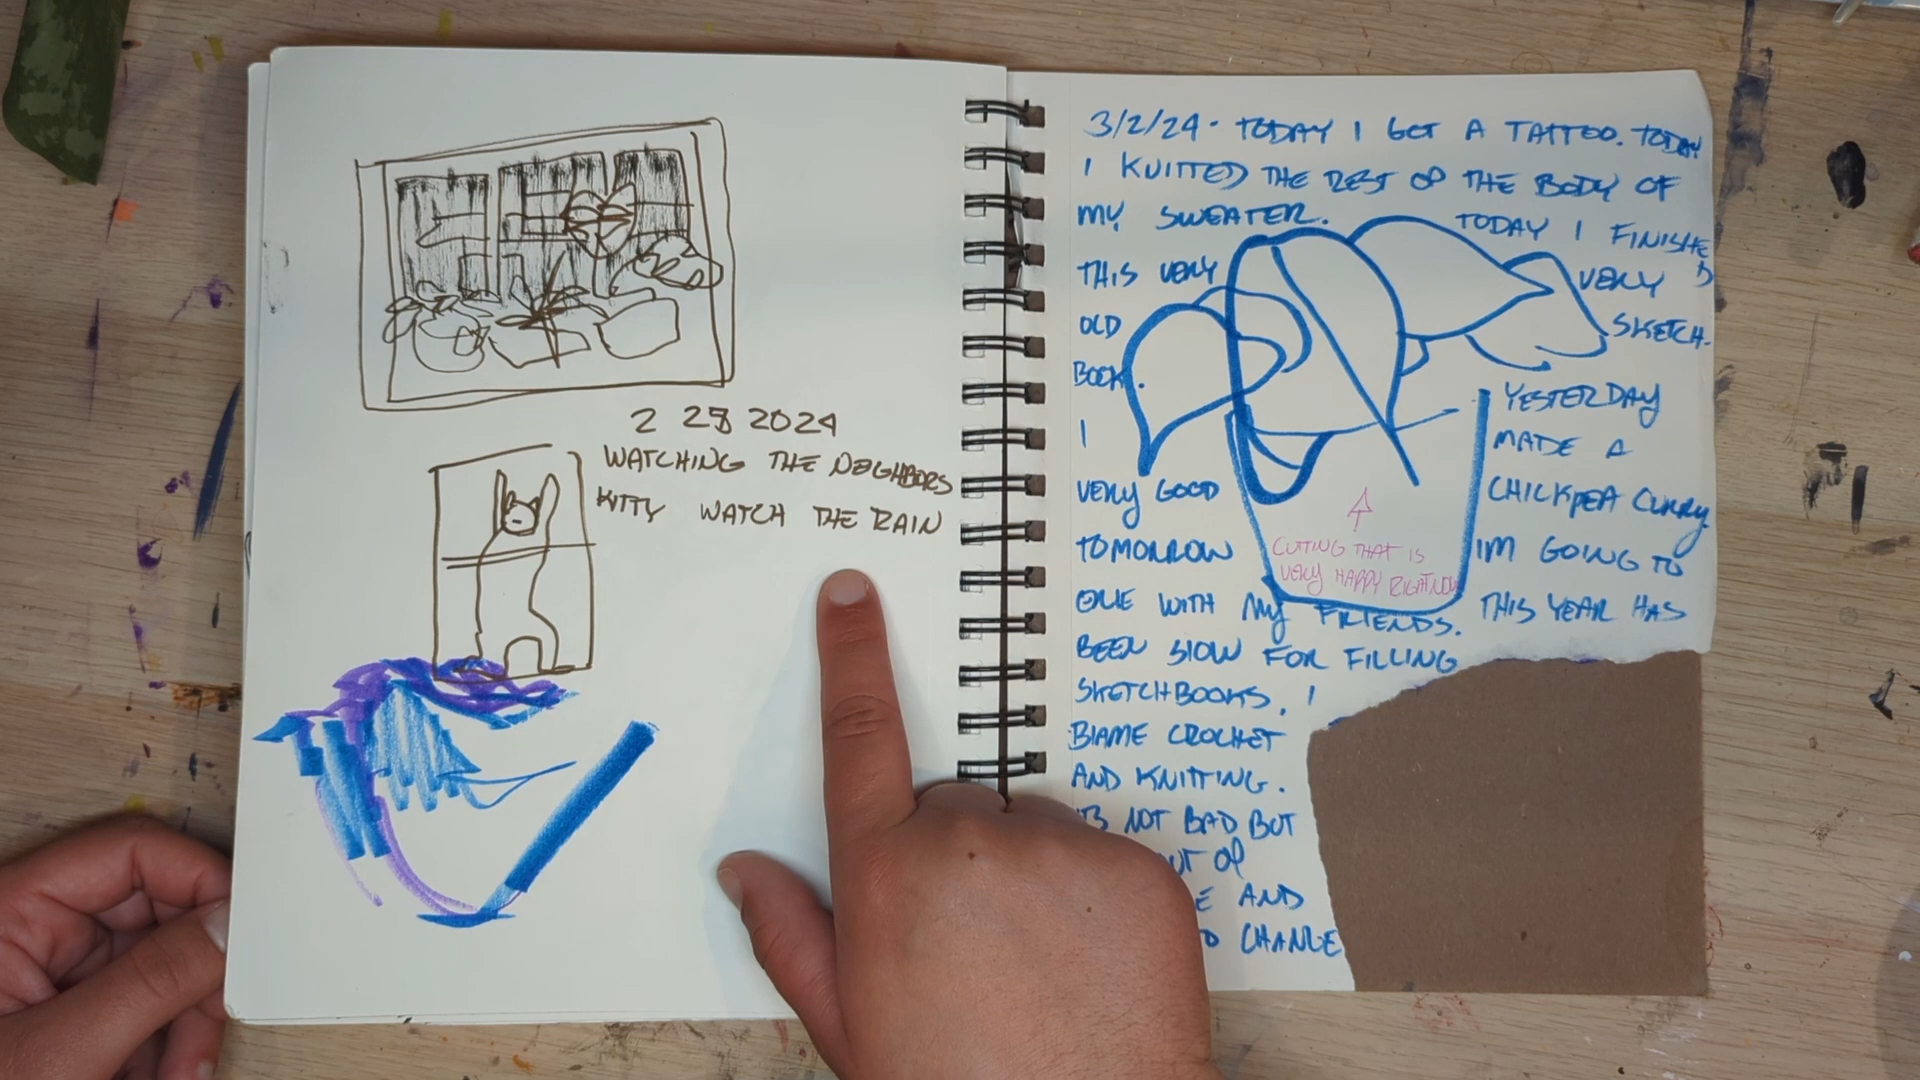 2 28 2024
WATCHING THE NEIGHBORS
KITTY WATCH THE RAIN
3/2/24 - TODAY I GOT A TATTOO. TODAY
I KNITTED THE REST OF THE BODY OF
MY SWEATER. TODAY I FINISHED
THIS VERY VERY
OLD SKETCH-
BOOK. YESTERDAY
I MADE A
VERY GOOD CHICKPEA CURRY.
TOMORROW IM GOING TO
ONE WITH MY FRIENDS. THIS YEAR HAS
BEEN SLOW FOR FILLING
SKETCHBOOKS. I
BLAME CROCHET
AND KNITTING.
NOT BAD BUT
OF
AND
CHANGE
CUTTING THAT IS
VERY HAPPY RIGHT NOW